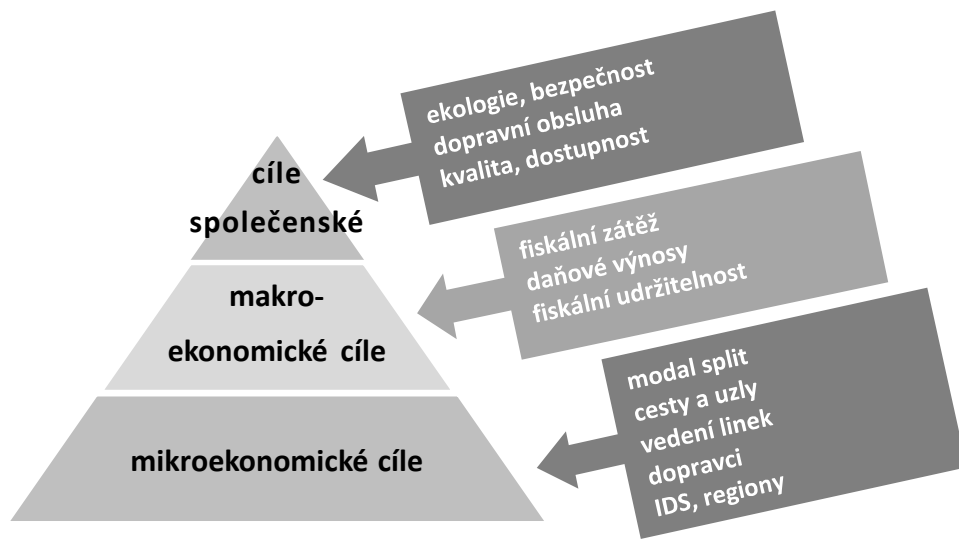 ekologie, bezpečnost
dopravní obsluha
kvalita, dostupnost
cíle
společenské
fiskální zátěž
daňové výnosy
fiskální udržitelnost
makro-
ekonomické cíle
modal split
cesty a uzly
vedení linek
dopravci
IDS, regiony
mikroekonomické cíle